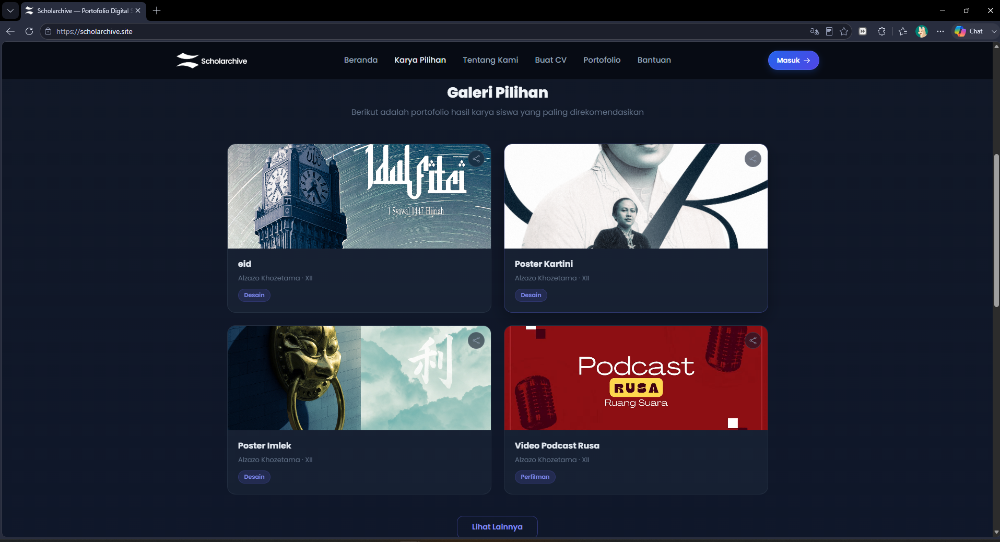 Scholarchive — Portofolio Digital
https://scholarchive.site
Chat
Scholarchive
Beranda
Karya Pilihan
Tentang Kami
Buat CV
Portofolio
Bantuan
Masuk →
Galeri Pilihan
Berikut adalah portofolio hasil karya siswa yang paling direkomendasikan
Idul Fitri
1 Syawal 1447 Hijriah
eid
Alzazo Khozetama · XII
Desain
Poster Kartini
Alzazo Khozetama · XII
Desain
利
Poster Imlek
Alzazo Khozetama · XII
Desain
Podcast
RUSA
Ruang Suara
Video Podcast Rusa
Alzazo Khozetama · XII
Perfilman
Lihat Lainnya